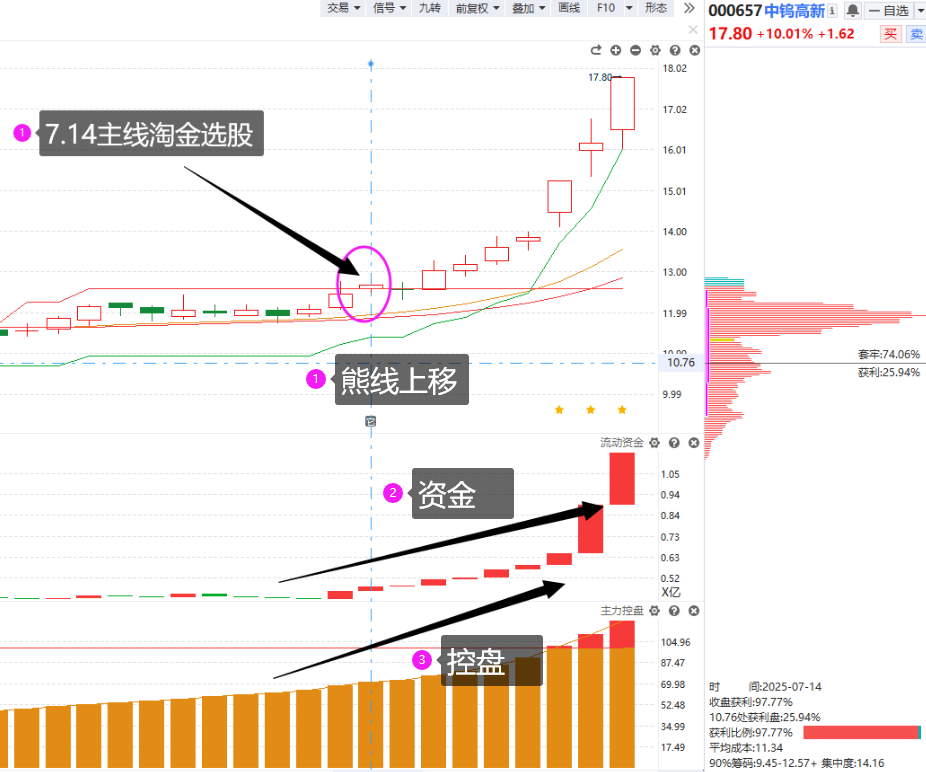 交易 信号 九转 前复权 叠加 画线 F10 形态
000657 中钨高新 自选
17.80 +10.01% +1.62 买 卖
18.02
17.80
17.02
1 7.14主线淘金选股
16.01
15.01
14.00
13.00
11.99
10.99
套牢:74.06%
10.76
获利:25.94%
1 熊线上移
9.99
流动资金
1.05
2 资金
0.94
0.84
0.73
0.63
0.52
X亿
主力控盘
104.96
3 控盘
87.47
69.98
52.48
34.99
17.49
时 间:2025-07-14
收盘获利:97.77%
10.76处获利盘:25.94%
获利比例:97.77%
平均成本:11.34
90%筹码:9.45-12.57+ 集中度:14.16